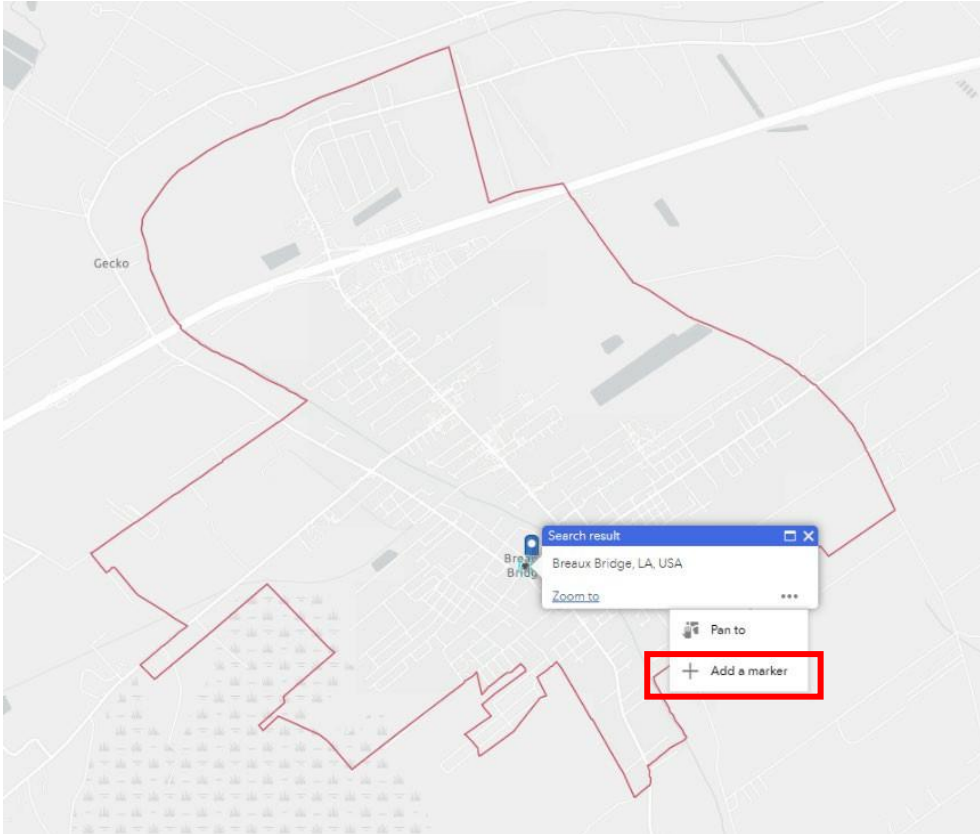 Gecko
Search result
Breaux Bridge, LA, USA
Zoom to
Pan to
Add a marker